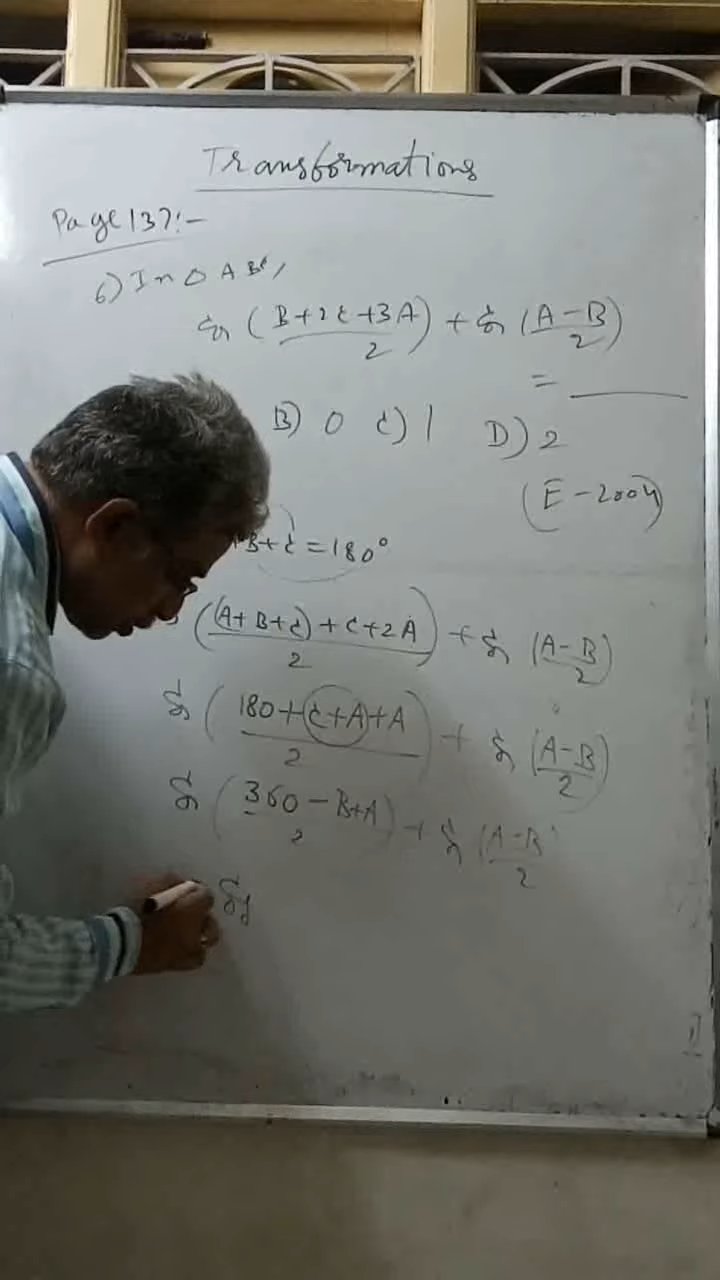 Transformations
Page 137:-
6) In Δ ABC,
Sin (B+2C+3A/2) + Sin (A-B/2)
= ______
B) 0 C) 1 D) 2
(E-2004)
B+C = 180°
((A+B+C)+C+2A/2) + Sin (A-B/2)
Sin (180+(C+A)+A/2) + Sin (A-B/2)
Sin (360-B+A/2) + Sin (A-B/2
Sin